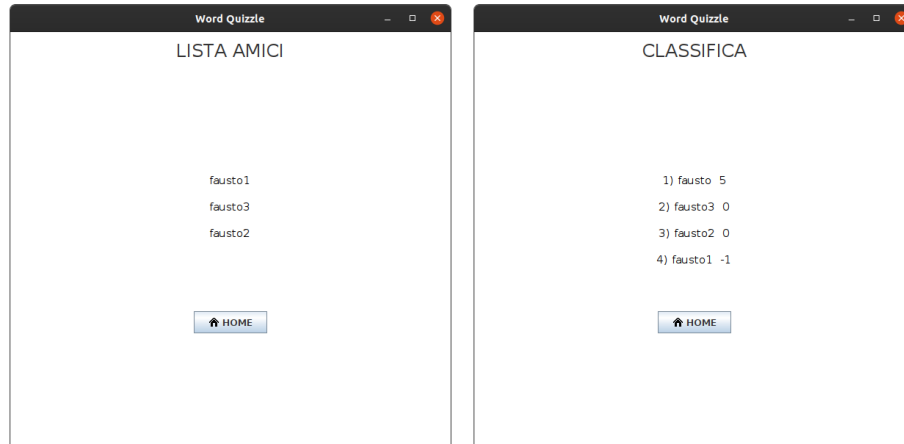 Word Quizzle
LISTA AMICI
fausto1
fausto3
fausto2
HOME
Word Quizzle
CLASSIFICA
1) fausto 5
2) fausto3 0
3) fausto2 0
4) fausto1 -1
HOME